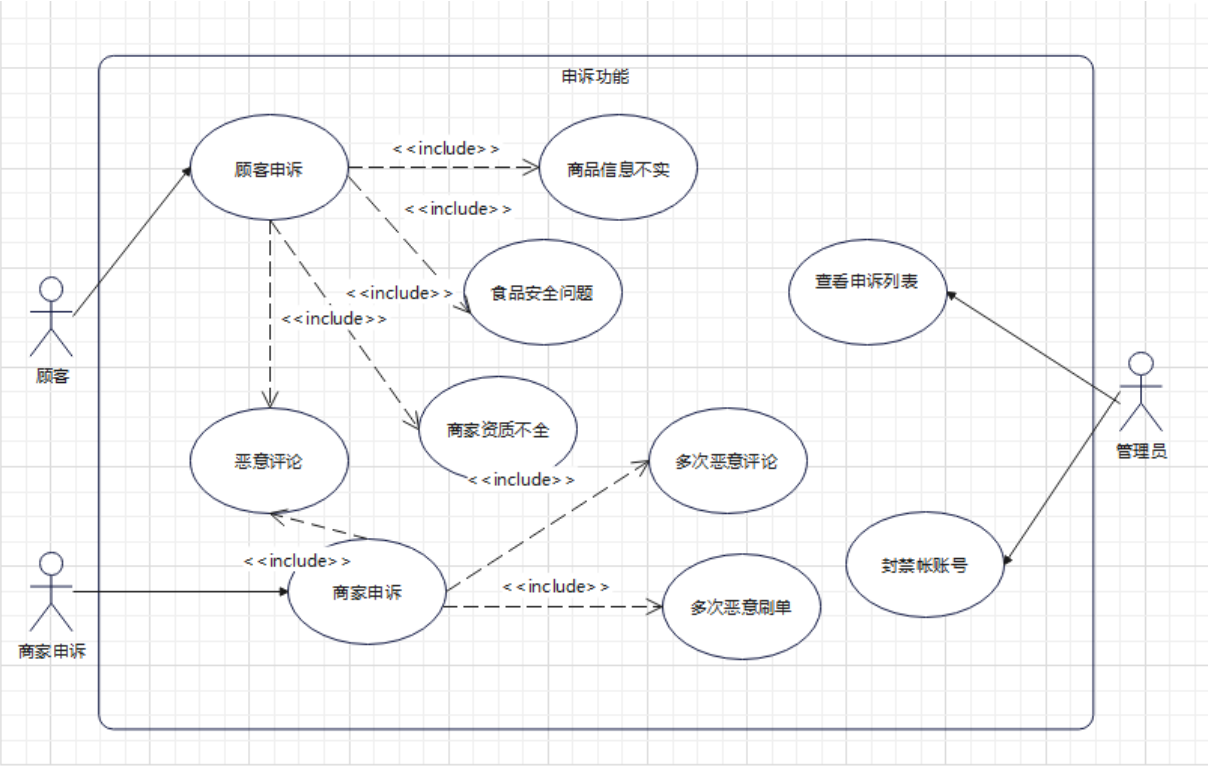 申诉功能
顾客申诉
<<include>>
商品信息不实
<<include>>
食品安全问题
<<include>>
<<include>>
查看申诉列表
顾客
商家资质不全
恶意评论
<<include>>
多次恶意评论
管理员
<<include>>
商家申诉
<<include>>
多次恶意刷单
封禁帐账号
商家申诉